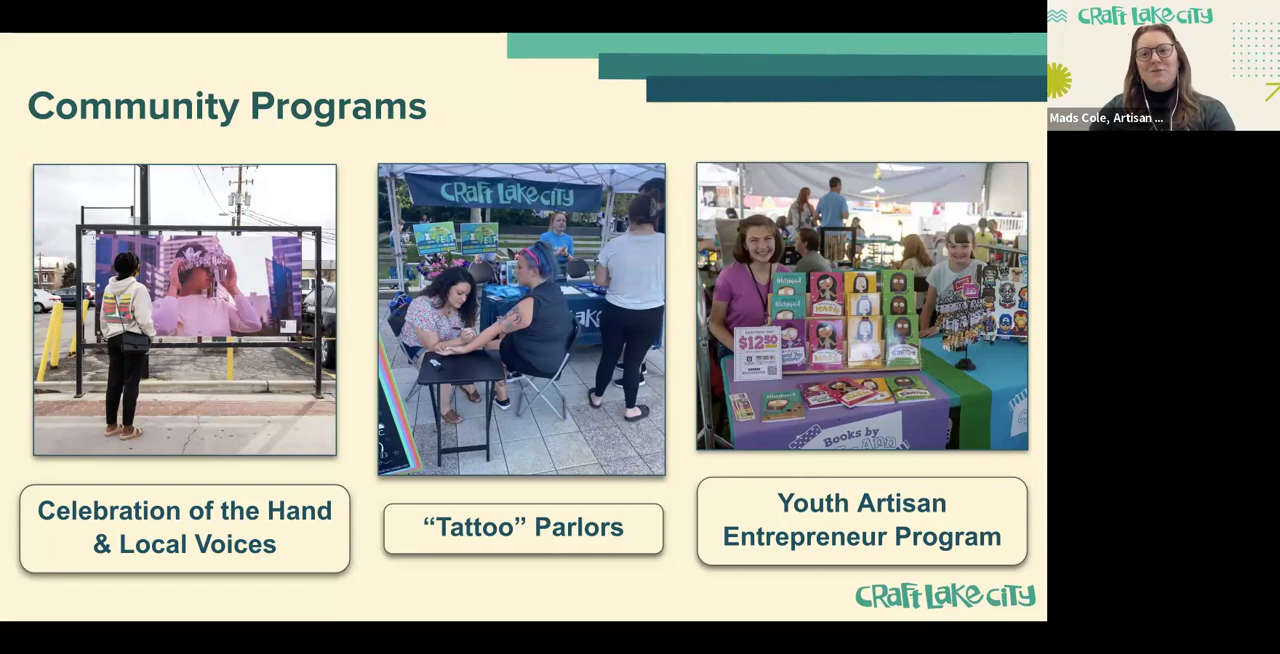 Community Programs
CRAFT LAKE CITY
Mads Cole, Artisan ...
CRAFT LAKE CITY
$12.50
Books by
Celebration of the Hand
& Local Voices
“Tattoo” Parlors
Youth Artisan
Entrepreneur Program
CRAFT LAKE CITY